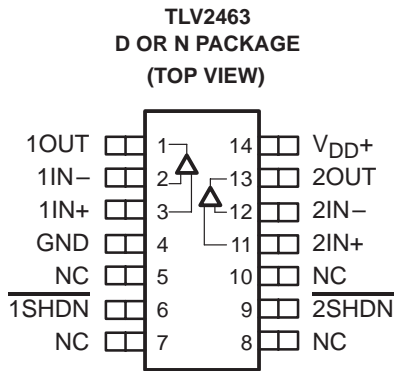 TLV2463
D OR N PACKAGE
(TOP VIEW)
1OUT 1 14 VDD+
1IN− 2 13 2OUT
1IN+ 3 12 2IN−
GND 4 11 2IN+
NC 5 10 NC
1SHDN 6 9 2SHDN
NC 7 8 NC